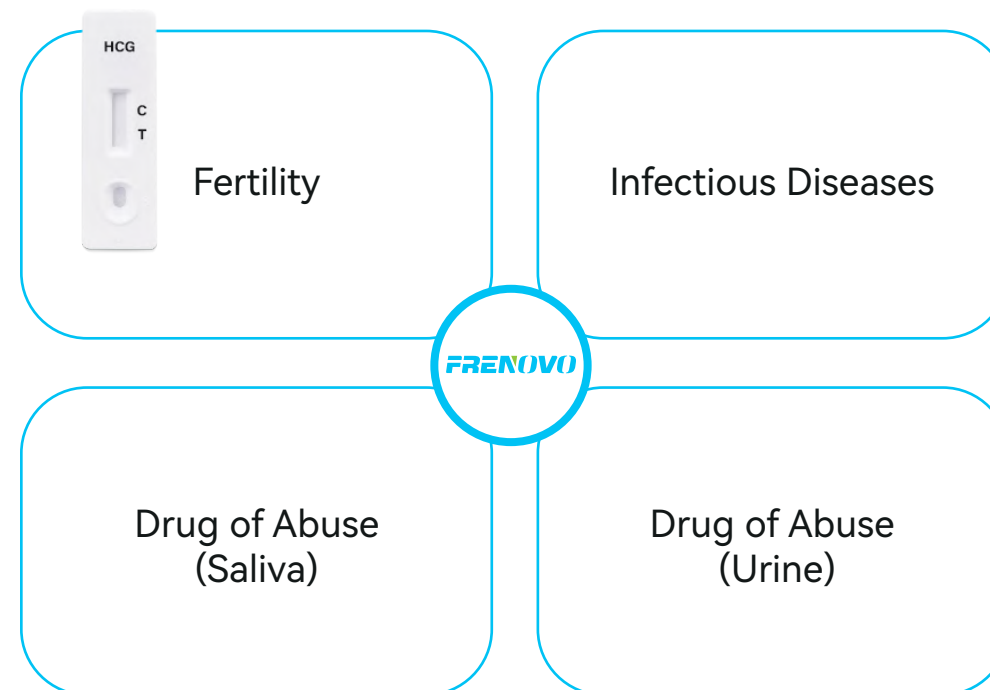 HCG
C
T
Fertility
Infectious Diseases
FRENOVO
Drug of Abuse
(Saliva)
Drug of Abuse
(Urine)